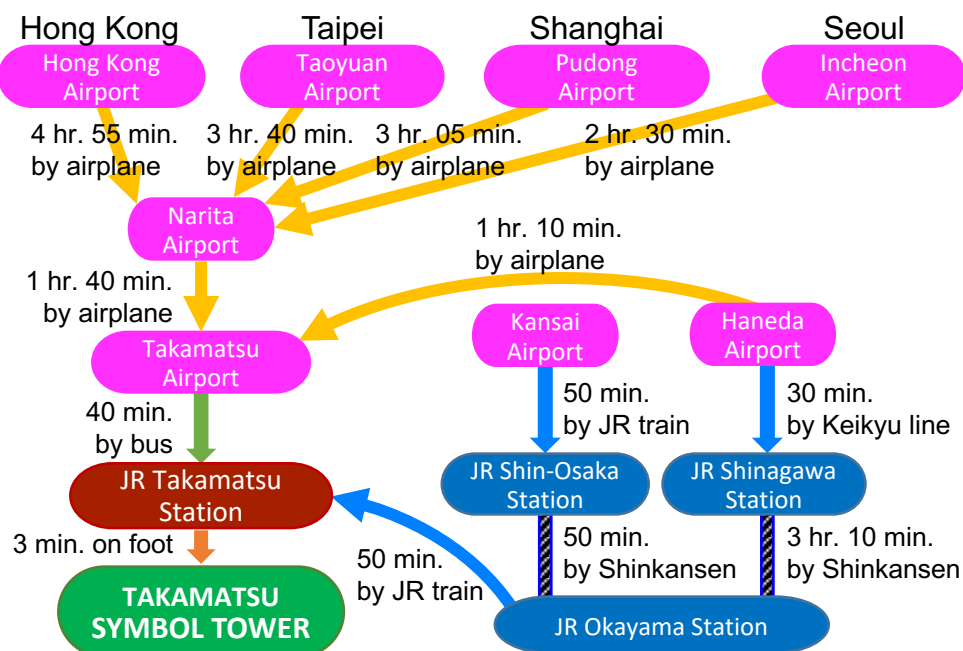 Hong Kong
Taipei
Shanghai
Seoul
Hong Kong
Airport
Taoyuan
Airport
Pudong
Airport
Incheon
Airport
4 hr. 55 min.
by airplane
3 hr. 40 min.
by airplane
3 hr. 05 min.
by airplane
2 hr. 30 min.
by airplane
Narita
Airport
1 hr. 10 min.
by airplane
1 hr. 40 min.
by airplane
Takamatsu
Airport
Kansai
Airport
Haneda
Airport
40 min.
by bus
50 min.
by JR train
30 min.
by Keikyu line
JR Takamatsu
Station
JR Shin-Osaka
Station
JR Shinagawa
Station
3 min. on foot
50 min.
by JR train
50 min.
by Shinkansen
3 hr. 10 min.
by Shinkansen
TAKAMATSU
SYMBOL TOWER
JR Okayama Station